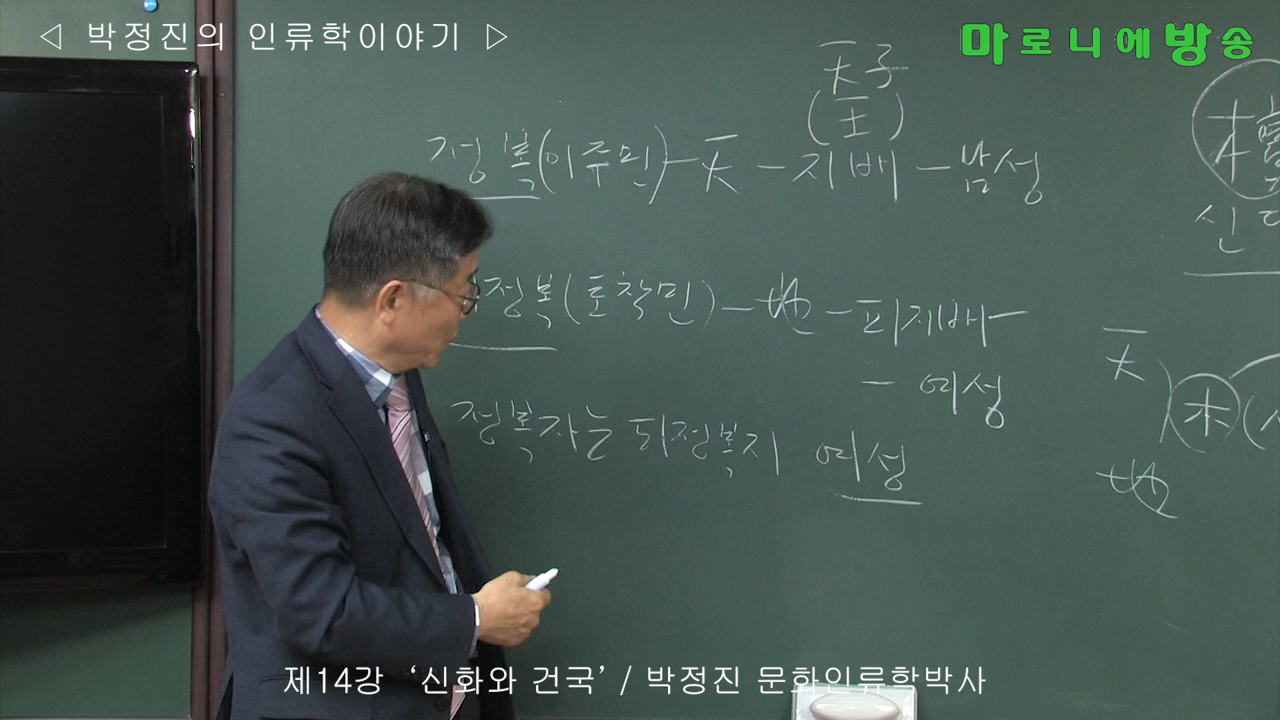 ◁ 박정진의 인류학이야기 ▷
마로니에방송
天子
(王)
정복(이주민)-天-지배-남성
정복(토착민)-地-피지배-
- 여성
정복자는 피정복지 여성
本
신
天
木
地
제14강 ‘신화와 건국’ / 박정진 문화인류학박사